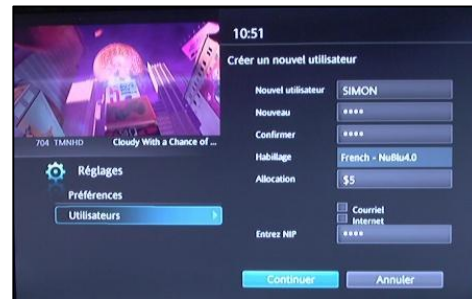 10:51
Créer un nouvel utilisateur
Nouvel utilisateur SIMON
Nouveau ****
Confirmer ****
Habillage French - NuBlu4.0
Allocation $5
Courriel
Internet
Entrez NIP ****
Continuer Annuler
704 TMNHD Cloudy With a Chance of ...
Réglages
Préférences
Utilisateurs